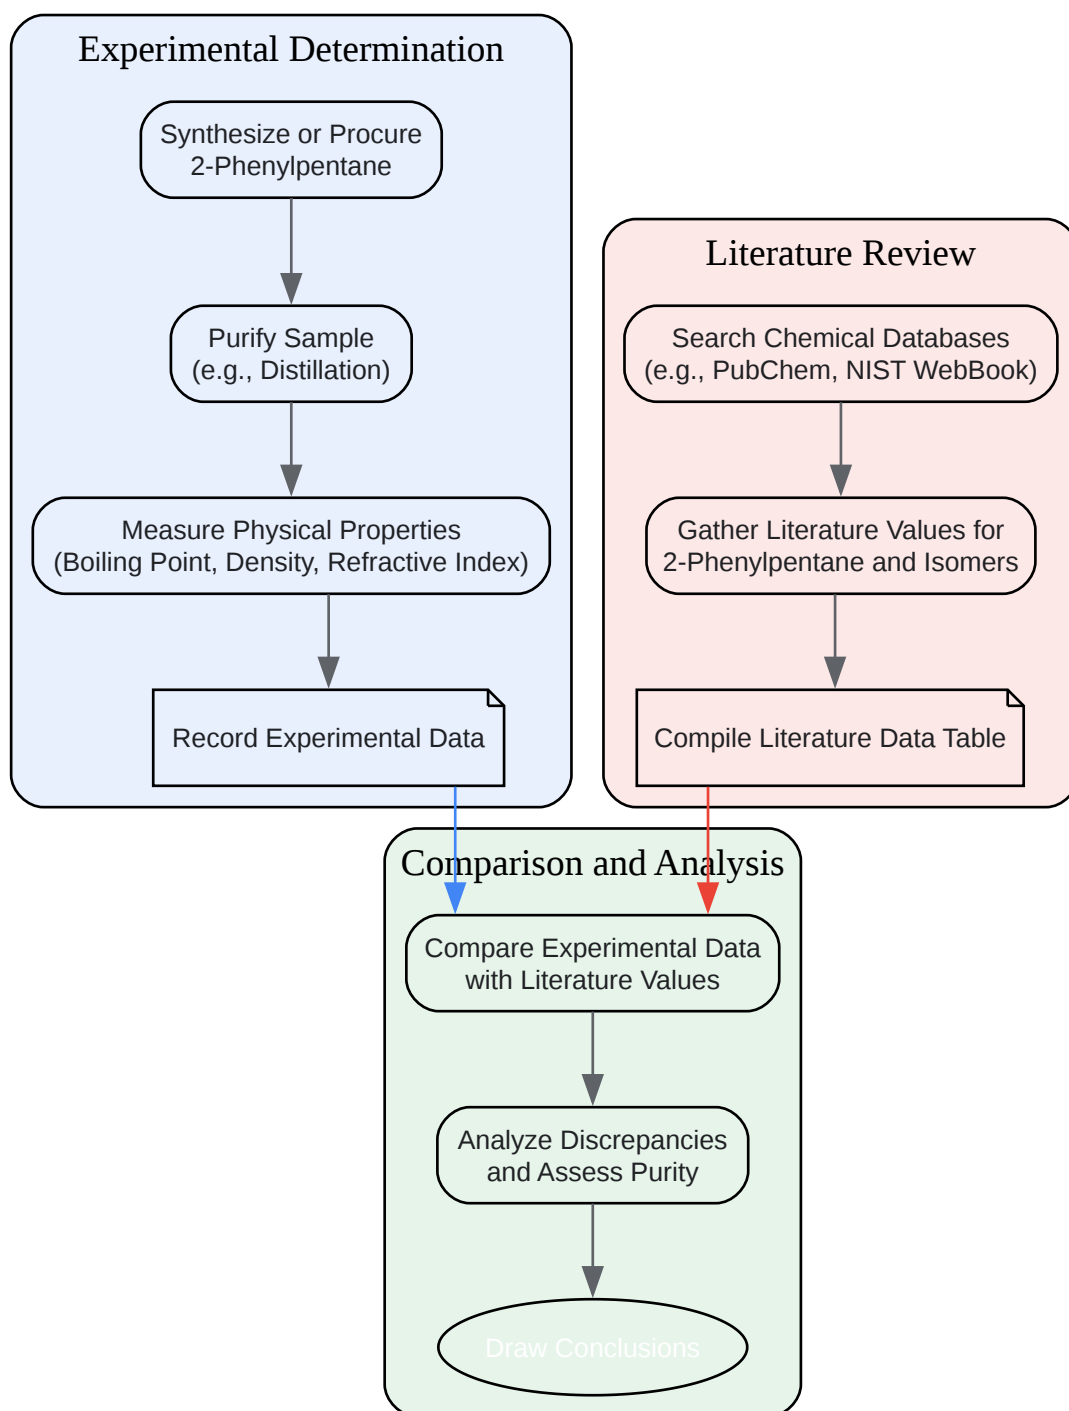 Experimental Determination
Synthesize or Procure
2-Phenylpentane
Purify Sample
(e.g., Distillation)
Measure Physical Properties
(Boiling Point, Density, Refractive Index)
Record Experimental Data
Literature Review
Search Chemical Databases
(e.g., PubChem, NIST WebBook)
Gather Literature Values for
2-Phenylpentane and Isomers
Compile Literature Data Table
Comparison and Analysis
Compare Experimental Data
with Literature Values
Analyze Discrepancies
and Assess Purity
Draw Conclusions